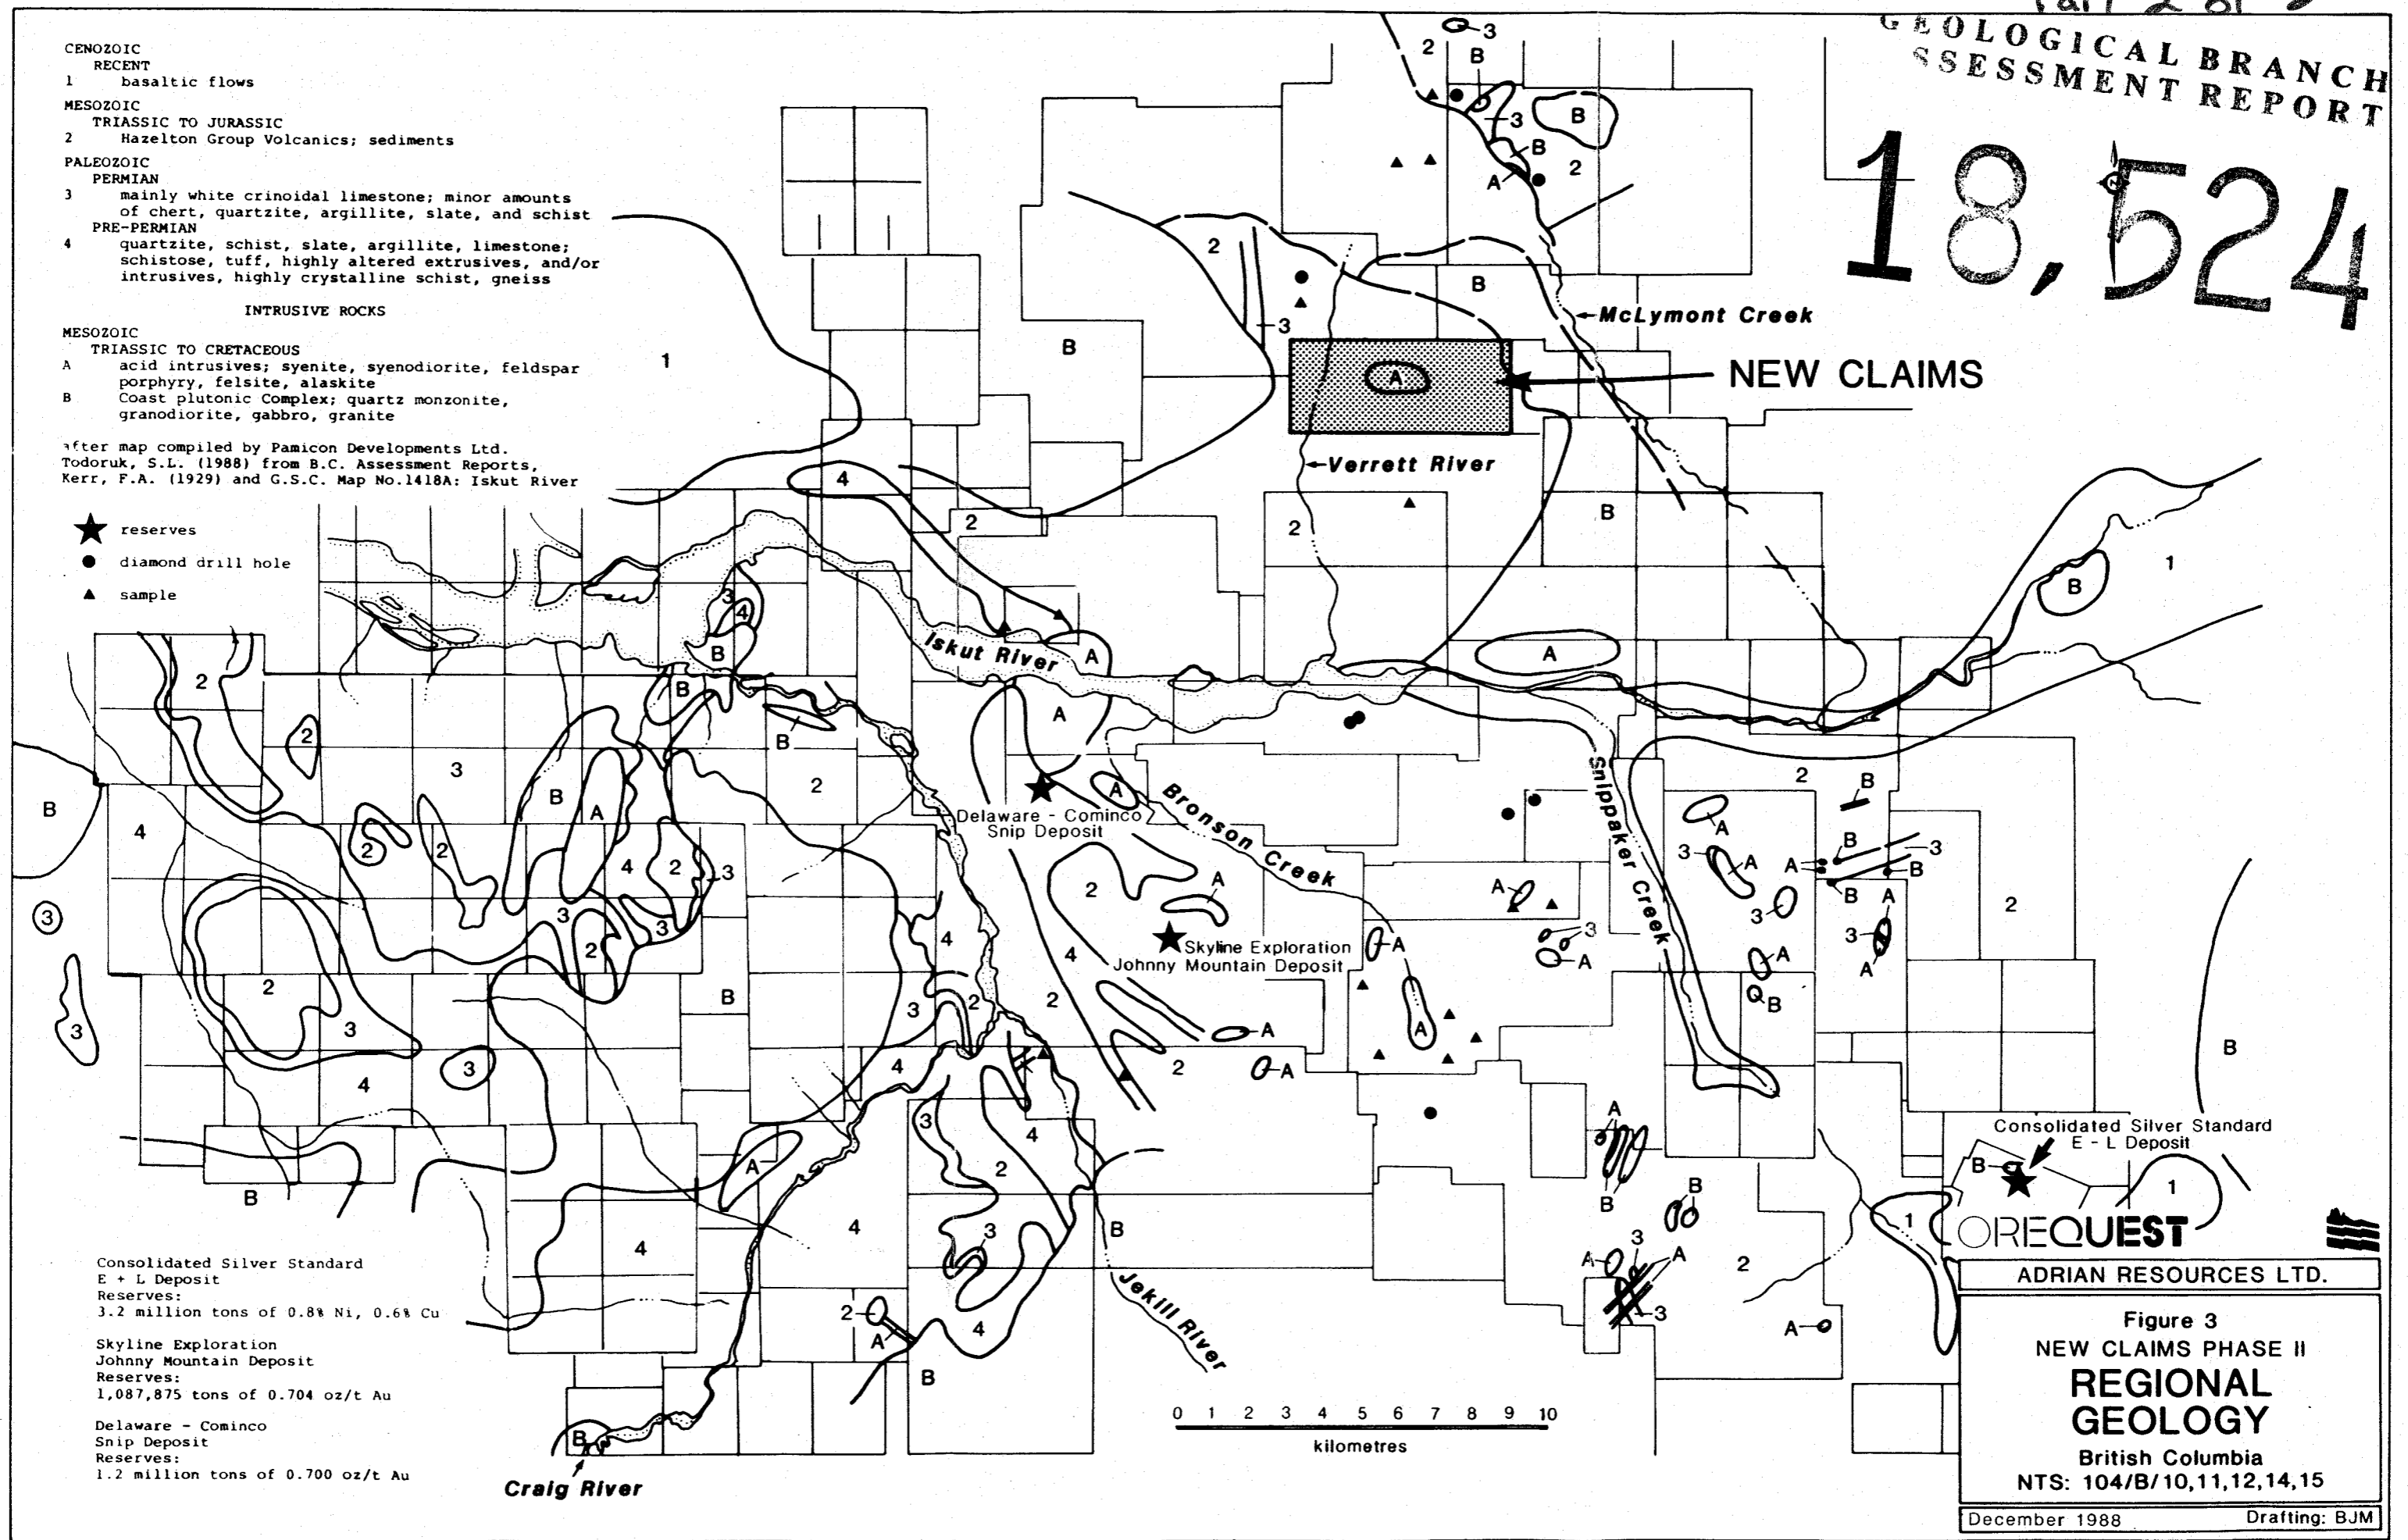 Part 2 of
GEOLOGICAL BRANCH
ASSESSMENT REPORT
18,524
CENOZOIC
RECENT
1 basaltic flows
MESOZOIC
TRIASSIC TO JURASSIC
2 Hazelton Group Volcanics; sediments
PALEOZOIC
PERMIAN
3 mainly white crinoidal limestone; minor amounts
of chert, quartzite, argillite, slate, and schist
PRE-PERMIAN
4 quartzite, schist, slate, argillite, limestone;
schistose, tuff, highly altered extrusives, and/or
intrusives, highly crystalline schist, gneiss
INTRUSIVE ROCKS
MESOZOIC
TRIASSIC TO CRETACEOUS
A acid intrusives; syenite, syenodiorite, feldspar
porphyry, felsite, alaskite
B Coast plutonic Complex; quartz monzonite,
granodiorite, gabbro, granite
after map compiled by Pamicon Developments Ltd.
Todoruk, S.L. (1988) from B.C. Assessment Reports,
Kerr, F.A. (1929) and G.S.C. Map No.1418A: Iskut River
reserves
diamond drill hole
sample
McLymont Creek
NEW CLAIMS
Verrett River
Iskut River
Delaware - Cominco
Snip Deposit
Bronson Creek
Snippaker Creek
Skyline Exploration
Johnny Mountain Deposit
Consolidated Silver Standard
E - L Deposit
Jekill River
Craig River
Consolidated Silver Standard
E + L Deposit
Reserves:
3.2 million tons of 0.8% Ni, 0.6% Cu
Skyline Exploration
Johnny Mountain Deposit
Reserves:
1,087,875 tons of 0.704 oz/t Au
Delaware - Cominco
Snip Deposit
Reserves:
1.2 million tons of 0.700 oz/t Au
0 1 2 3 4 5 6 7 8 9 10
kilometres
OREQUEST
ADRIAN RESOURCES LTD.
Figure 3
NEW CLAIMS PHASE II
REGIONAL
GEOLOGY
British Columbia
NTS: 104/B/10,11,12,14,15
December 1988 Drafting: BJM